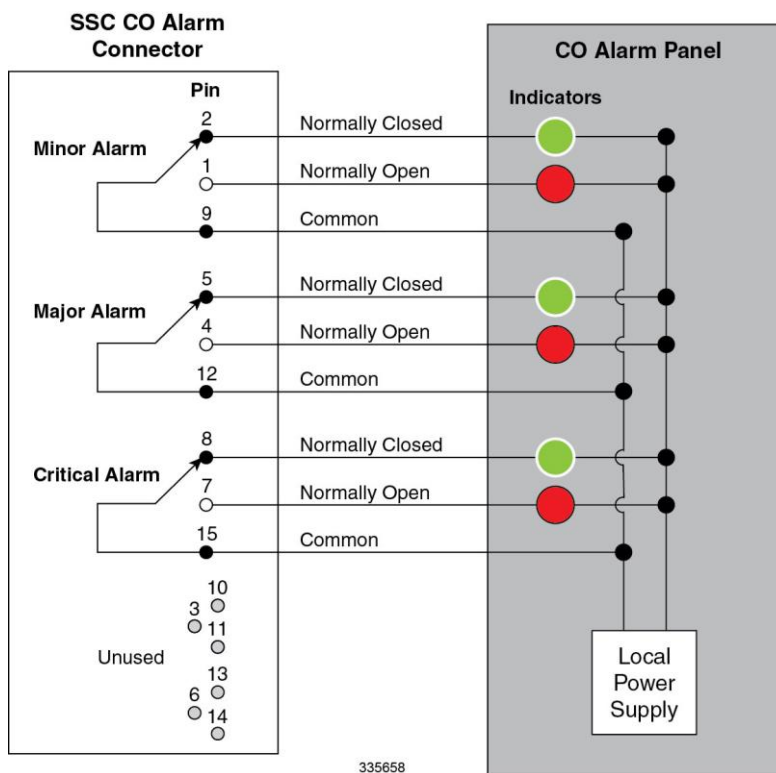 SSC CO Alarm
Connector
CO Alarm Panel
Pin
Indicators
2
Normally Closed
Minor Alarm
1
Normally Open
9
Common
5
Normally Closed
Major Alarm
4
Normally Open
12
Common
8
Normally Closed
Critical Alarm
7
Normally Open
15
Common
10
3
11
Unused
13
6
14
Local
Power
Supply
335658